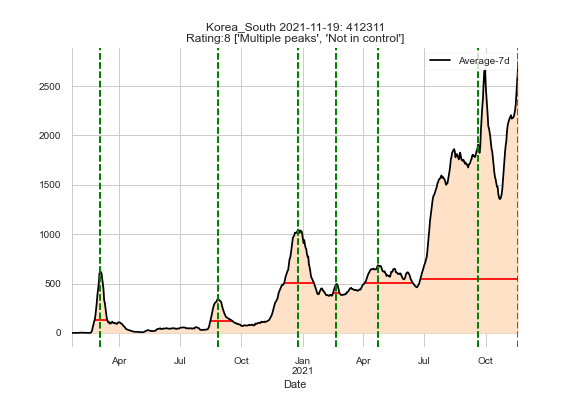 Korea_South 2021-11-19: 412311
Rating:8 ['Multiple peaks', 'Not in control']
Average-7d
2500
2000
1500
1000
500
0
Apr Jul Oct Jan Apr Jul Oct
2021
Date